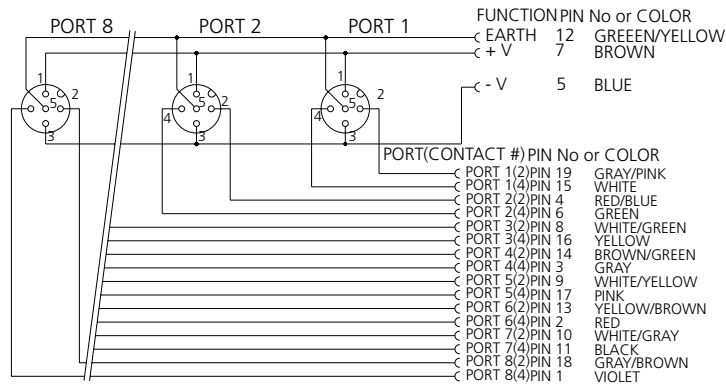 PORT 8 PORT 2 PORT 1
FUNCTION PIN No or COLOR
EARTH 12 GREEEN/YELLOW
+ V 7 BROWN
- V 5 BLUE
1 2 5 3
1 2 5 4 3
1 2 5 4 3
PORT(CONTACT #) PIN No or COLOR
PORT 1(2)PIN 19 GRAY/PINK
PORT 1(4)PIN 15 WHITE
PORT 2(2)PIN 4 RED/BLUE
PORT 2(4)PIN 6 GREEN
PORT 3(2)PIN 8 WHITE/GREEN
PORT 3(4)PIN 16 YELLOW
PORT 4(2)PIN 14 BROWN/GREEN
PORT 4(4)PIN 3 GRAY
PORT 5(2)PIN 9 WHITE/YELLOW
PORT 5(4)PIN 17 PINK
PORT 6(2)PIN 13 YELLOW/BROWN
PORT 6(4)PIN 2 RED
PORT 7(2)PIN 10 WHITE/GRAY
PORT 7(4)PIN 11 BLACK
PORT 8(2)PIN 18 GRAY/BROWN
PORT 8(4)PIN 1 VIOLET